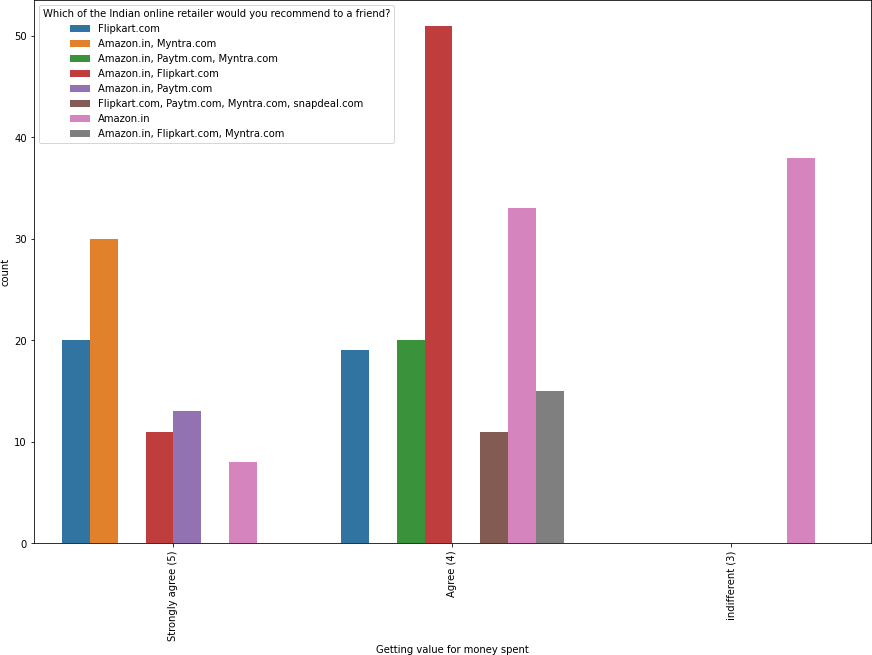 Which of the Indian online retailer would you recommend to a friend?
Flipkart.com
Amazon.in, Myntra.com
Amazon.in, Paytm.com, Myntra.com
Amazon.in, Flipkart.com
Amazon.in, Paytm.com
Flipkart.com, Paytm.com, Myntra.com, snapdeal.com
Amazon.in
Amazon.in, Flipkart.com, Myntra.com
50
40
30
20
10
0
count
Strongly agree (5)
Agree (4)
indifferent (3)
Getting value for money spent